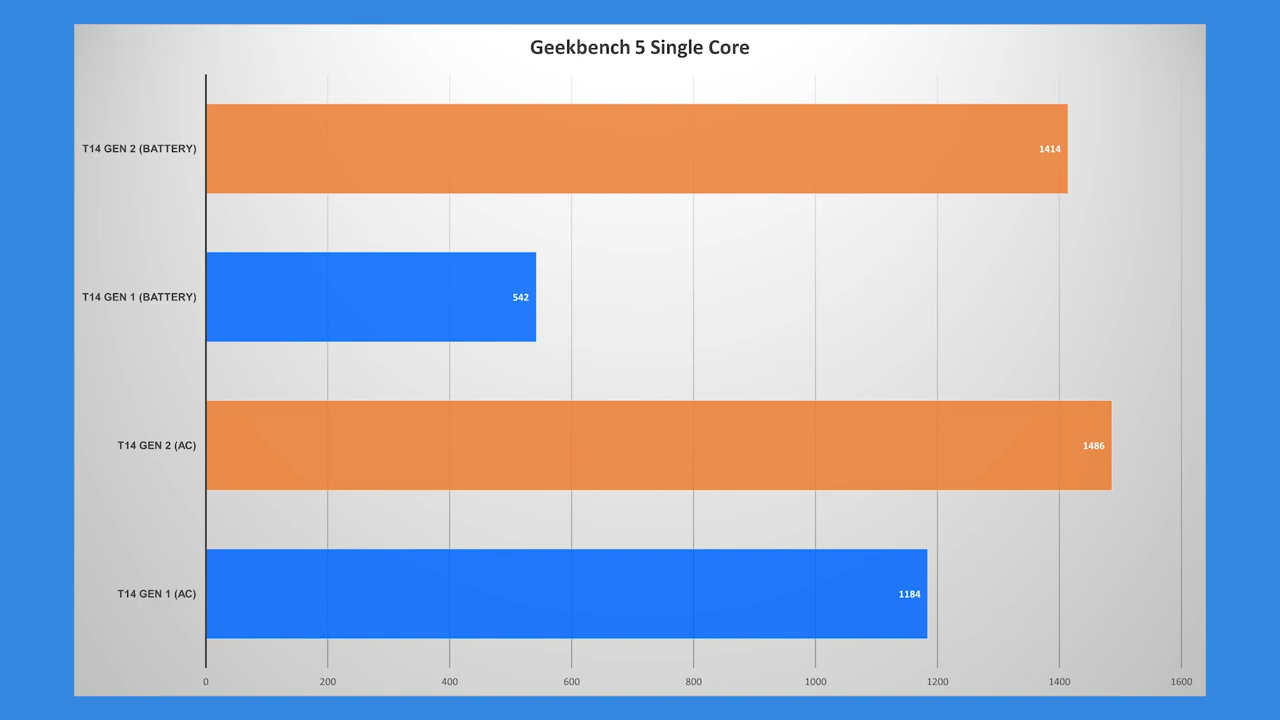 Geekbench 5 Single Core
T14 GEN 2 (BATTERY)
1414
T14 GEN 1 (BATTERY)
542
T14 GEN 2 (AC)
1486
T14 GEN 1 (AC)
1184
0 200 400 600 800 1000 1200 1400 1600